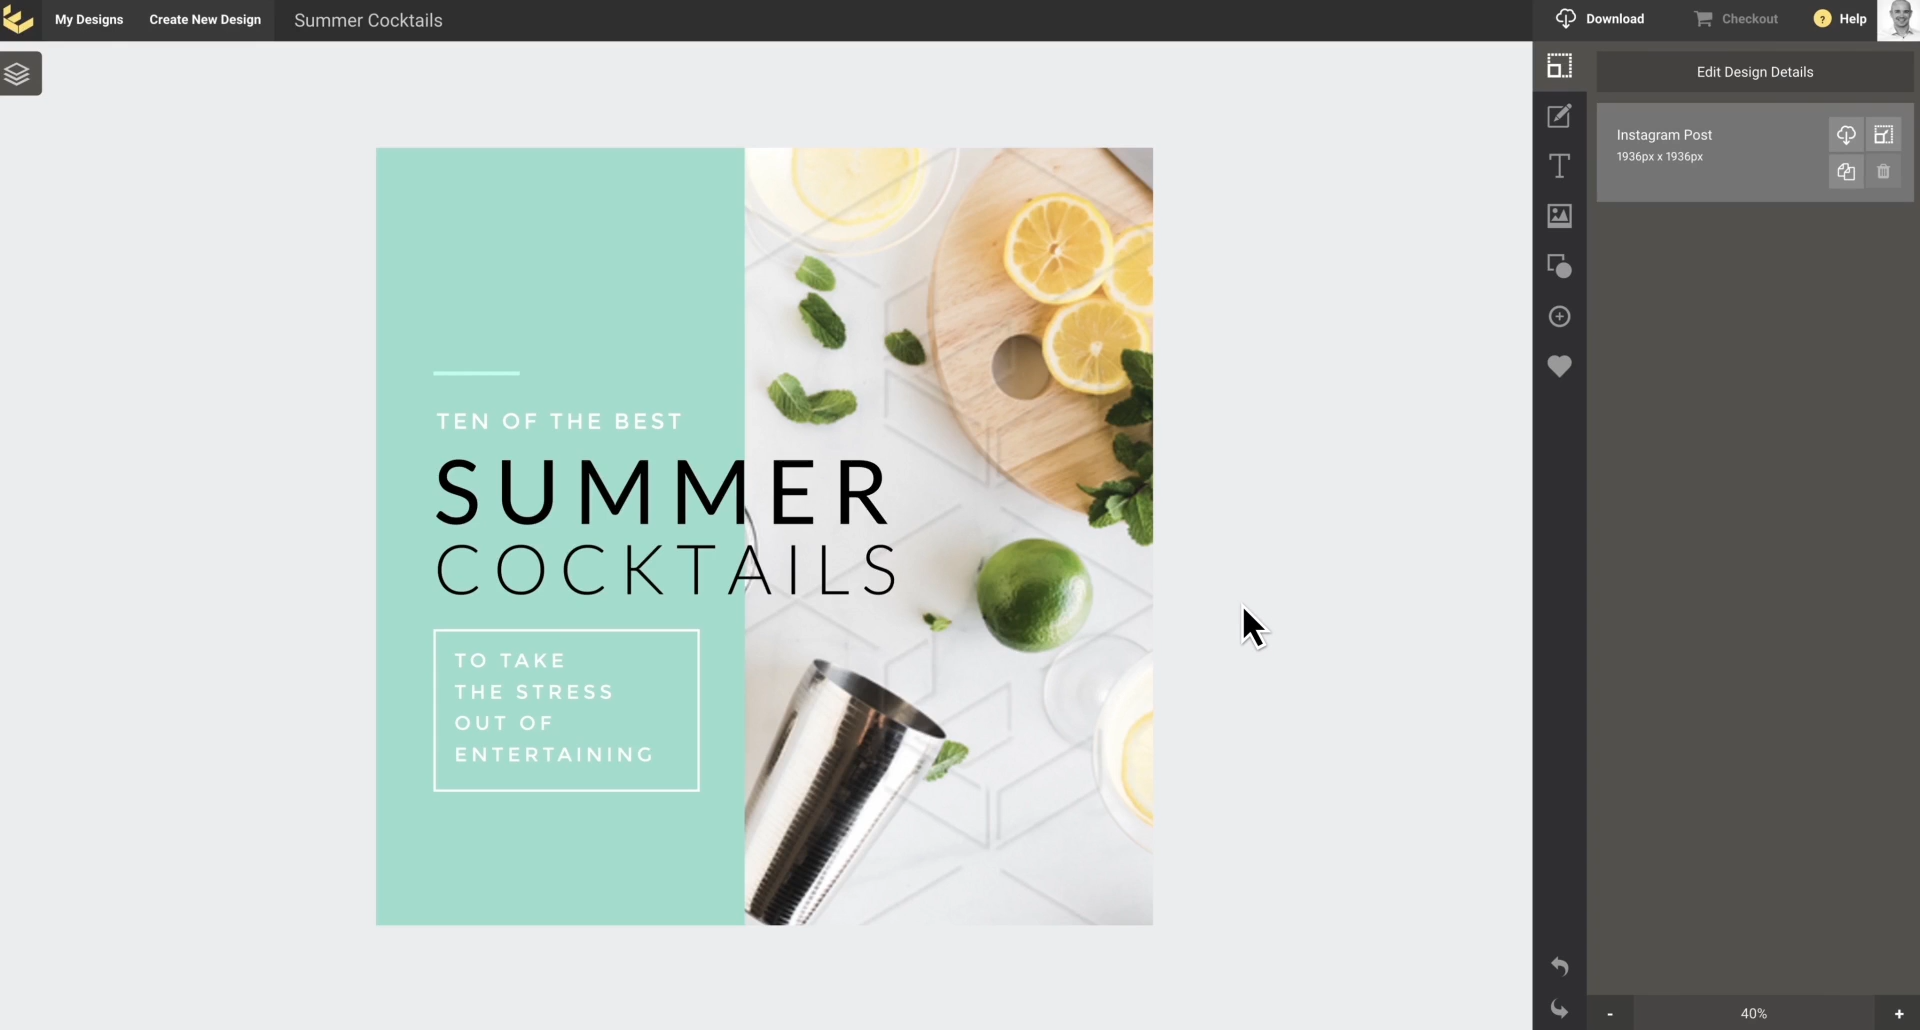 My Designs
Create New Design
Summer Cocktails
Download
Checkout
? Help
Edit Design Details
Instagram Post
1936px x 1936px
TEN OF THE BEST
SUMMER
COCKTAILS
TO TAKE
THE STRESS
OUT OF
ENTERTAINING
- 40% +